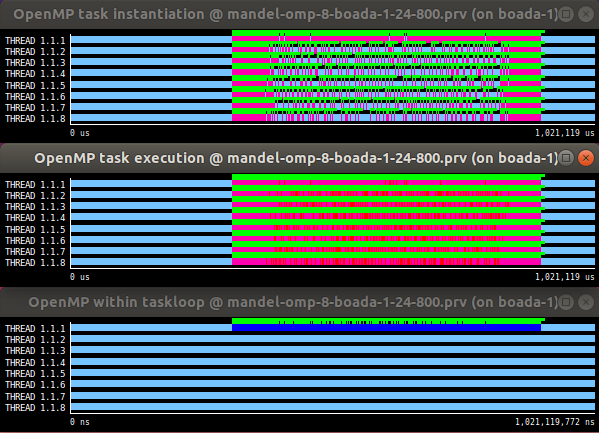 OpenMP task instantiation @ mandel-omp-8-boada-1-24-800.prv (on boada-1)
THREAD 1.1.1
THREAD 1.1.2
THREAD 1.1.3
THREAD 1.1.4
THREAD 1.1.5
THREAD 1.1.6
THREAD 1.1.7
THREAD 1.1.8
0 us 1,021,119 us
OpenMP task execution @ mandel-omp-8-boada-1-24-800.prv (on boada-1)
THREAD 1.1.1
THREAD 1.1.2
THREAD 1.1.3
THREAD 1.1.4
THREAD 1.1.5
THREAD 1.1.6
THREAD 1.1.7
THREAD 1.1.8
0 us 1,021,119 us
OpenMP within taskloop @ mandel-omp-8-boada-1-24-800.prv (on boada-1)
THREAD 1.1.1
THREAD 1.1.2
THREAD 1.1.3
THREAD 1.1.4
THREAD 1.1.5
THREAD 1.1.6
THREAD 1.1.7
THREAD 1.1.8
0 ns 1,021,119,772 ns